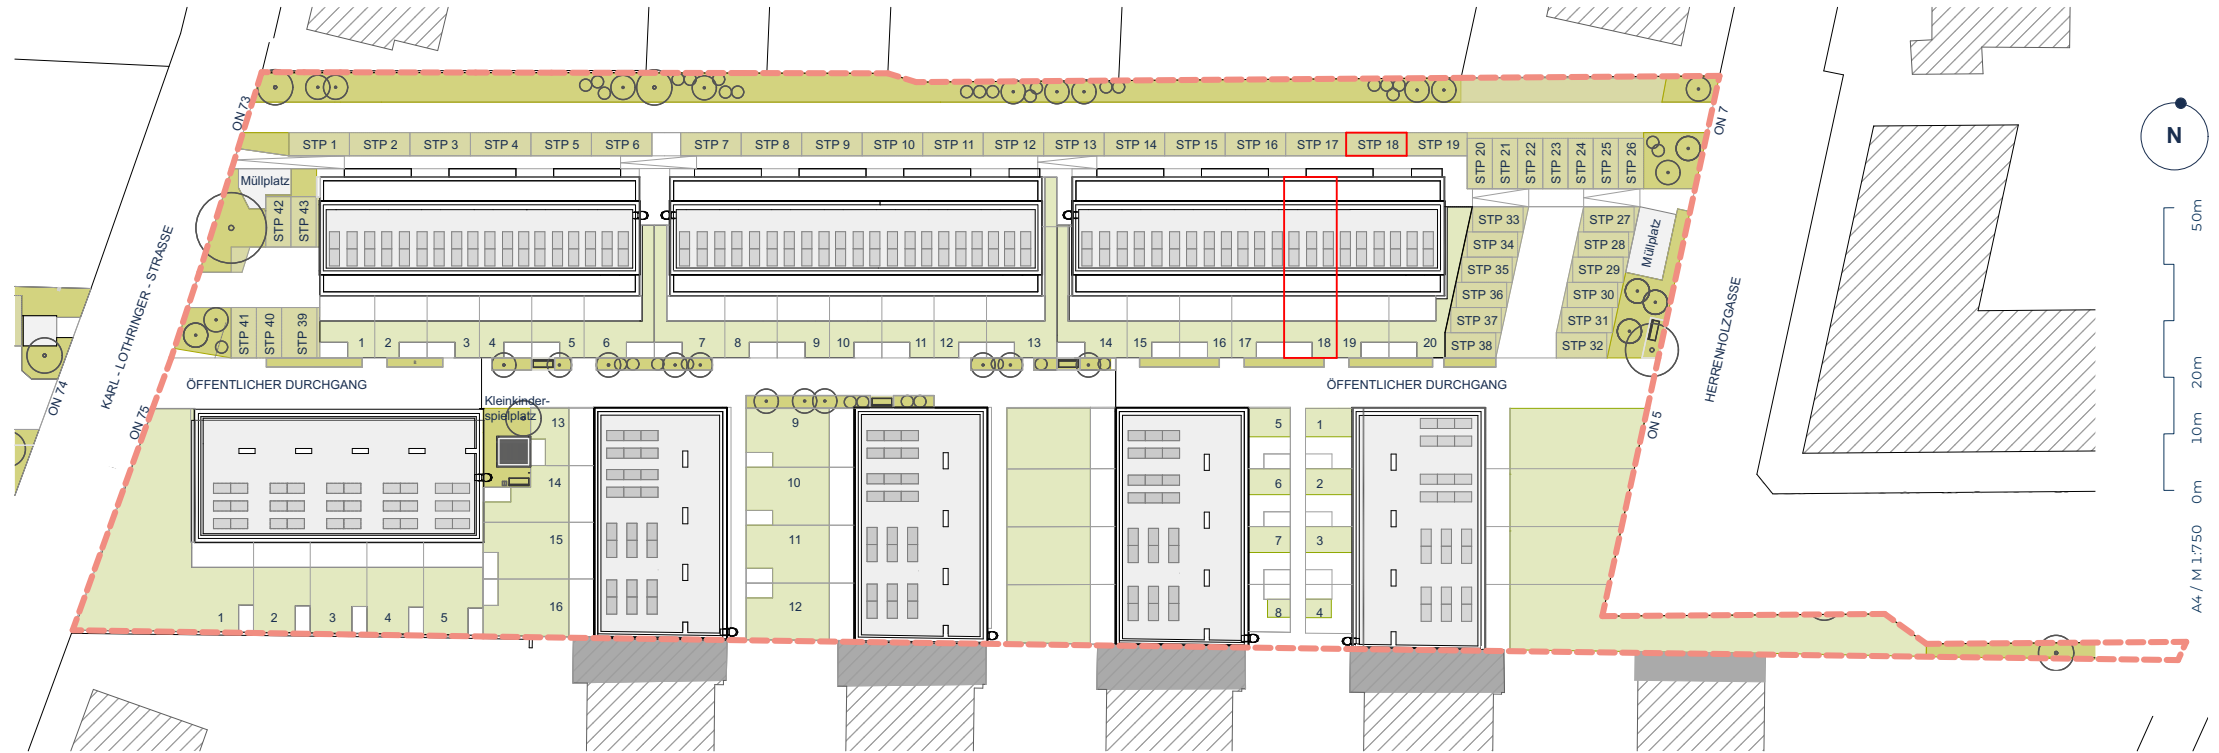 ON 73
ON 7
STP 1
STP 2
STP 3
STP 4
STP 5
STP 6
STP 7
STP 8
STP 9
STP 10
STP 11
STP 12
STP 13
STP 14
STP 15
STP 16
STP 17
STP 18
STP 19
STP 20
STP 21
STP 22
STP 23
STP 24
STP 25
STP 26
N
Müllplatz
STP 42
STP 43
STP 33
STP 34
STP 35
STP 36
STP 37
STP 38
STP 27
STP 28
STP 29
STP 30
STP 31
STP 32
Müllplatz
50m
20m
10m
0m
A4 / M 1:750
KARL - LOTHRINGER - STRASSE
HERRENHOLZGASSE
STP 41
STP 40
STP 39
1
2
3
4
5
6
7
8
9
10
11
12
13
14
15
16
17
18
19
20
ÖFFENTLICHER DURCHGANG
ÖFFENTLICHER DURCHGANG
ON 74
ON 75
ON 5
Kleinkinder-
spielplatz
13
14
15
16
9
10
11
12
5
6
7
8
1
2
3
4
1
2
3
4
5